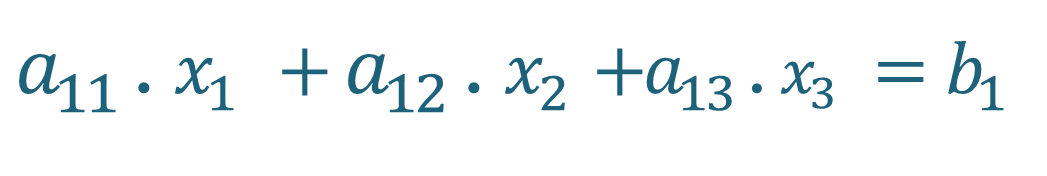 a₁₁ . x₁ + a₁₂ . x₂ + a₁₃ . x₃ = b₁